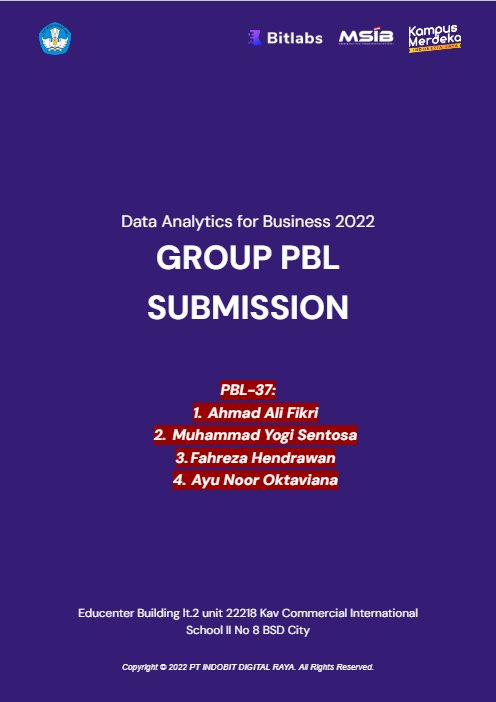 Bitlabs
MSIB
Kampus
Merdeka
INDONESIA JAYA
Data Analytics for Business 2022
GROUP PBL
SUBMISSION
PBL-37:
1. Ahmad Ali Fikri
2. Muhammad Yogi Sentosa
3. Fahreza Hendrawan
4. Ayu Noor Oktaviana
Educenter Building lt.2 unit 22218 Kav Commercial International
School II No 8 BSD City
Copyright © 2022 PT INDOBIT DIGITAL RAYA. All Rights Reserved.